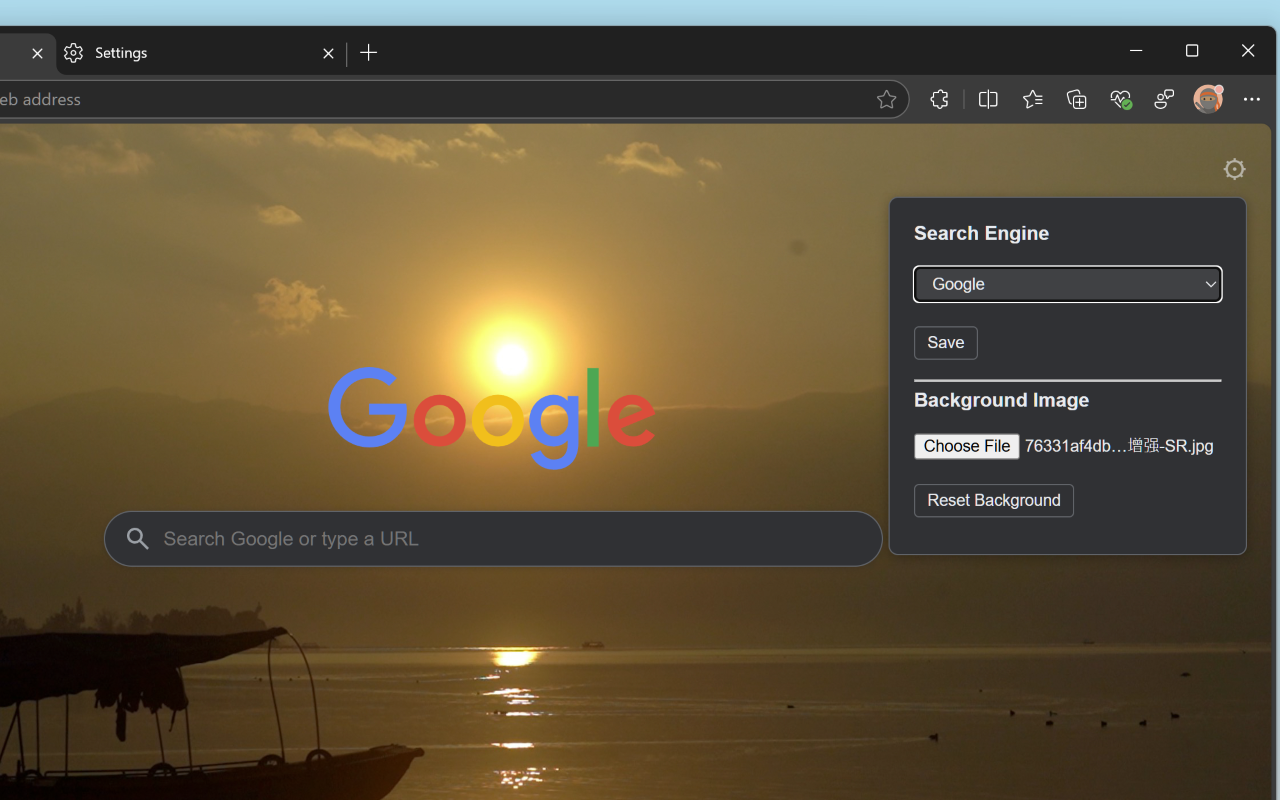 Settings
eb address
Search Engine
Google
Save
Background Image
Choose File 76331af4db...增强-SR.jpg
Reset Background
Google
Search Google or type a URL